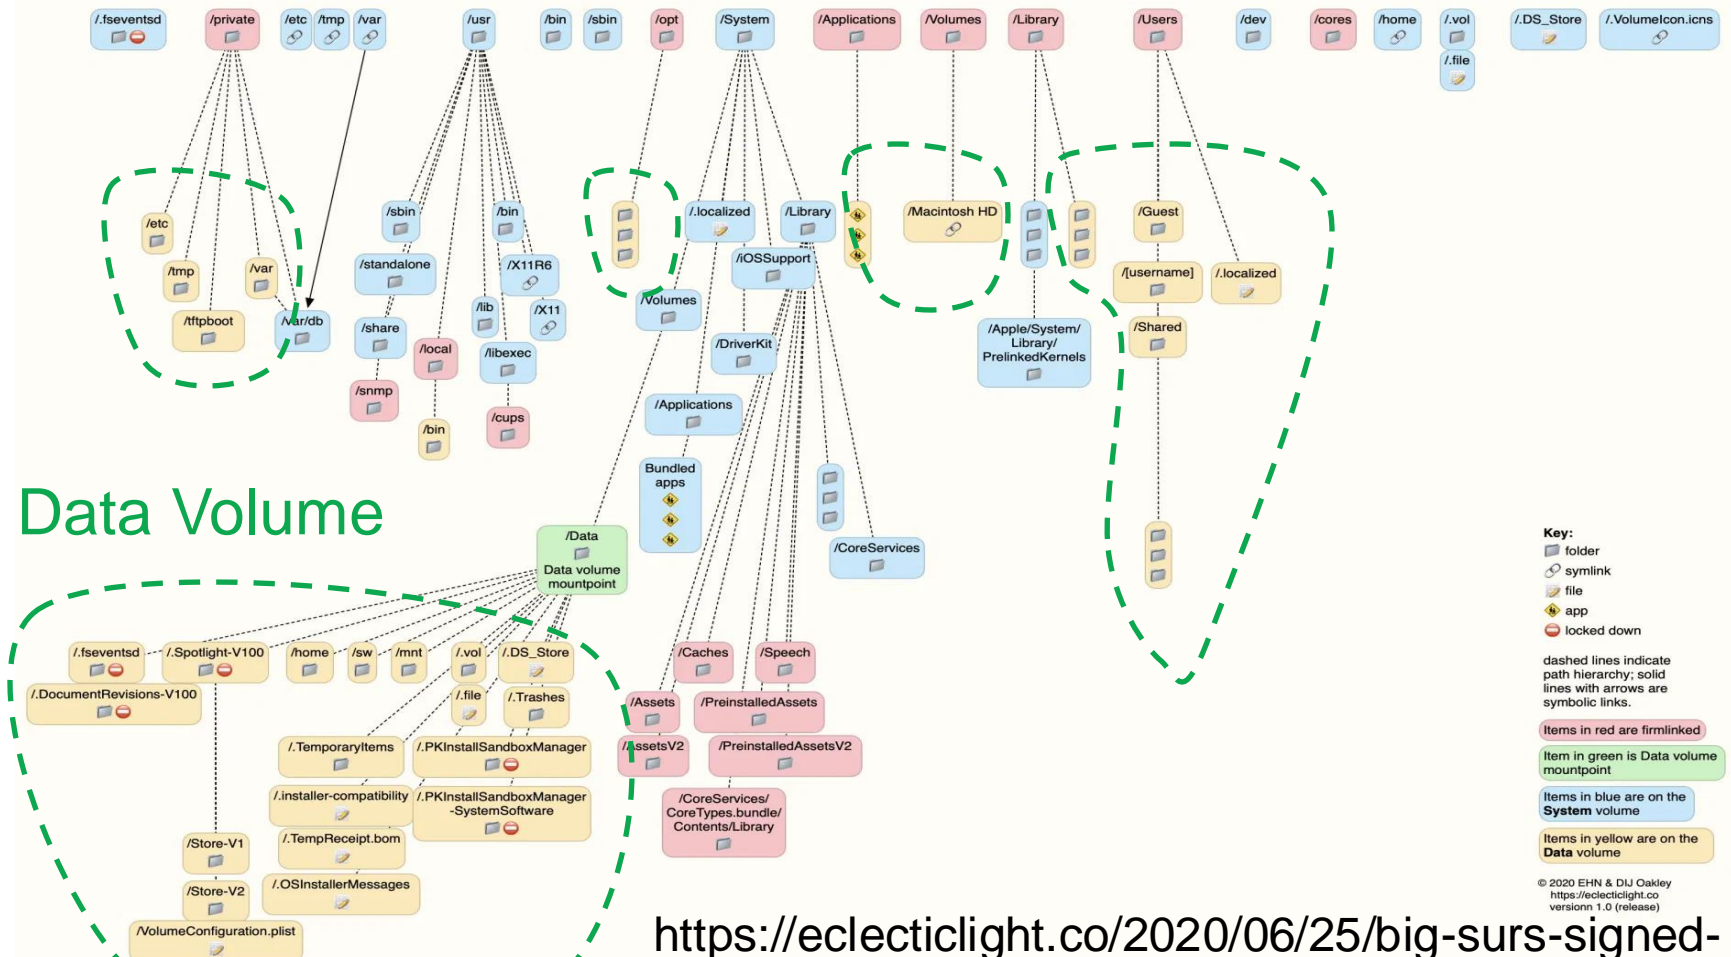 /.fseventsd
/private
/etc
/tmp
/var
/usr
/bin
/sbin
/opt
/System
/Applications
/Volumes
/Library
/Users
/dev
/cores
/home
/.vol
/.DS_Store
/.VolumeIcon.icns
/.file
/etc
/tmp
/var
/tftpboot
/var/db
/sbin
/bin
/standalone
/X11R6
/lib
/X11
/share
/local
/libexec
/snmp
/cups
/bin
/.localized
/Library
/iOSSupport
/Volumes
/DriverKit
/Applications
Bundled
apps
/CoreServices
/Macintosh HD
/Apple/System/
Library/
PrelinkedKernels
/Guest
/[username]
/.localized
/Shared
Data Volume
/Data
Data volume
mountpoint
/.fseventsd
/.Spotlight-V100
/home
/sw
/mnt
/.vol
/.DS_Store
/.DocumentRevisions-V100
/.file
/.Trashes
/.TemporaryItems
/.PKInstallSandboxManager
/.installer-compatibility
/.PKInstallSandboxManager
-SystemSoftware
/.TempReceipt.bom
/.OSInstallerMessages
/Store-V1
/Store-V2
/VolumeConfiguration.plist
/Caches
/Speech
/Assets
/PreinstalledAssets
/AssetsV2
/PreinstalledAssetsV2
/CoreServices/
CoreTypes.bundle/
Contents/Library
Key:
folder
symlink
file
app
locked down
dashed lines indicate
path hierarchy; solid
lines with arrows are
symbolic links.
Items in red are firmlinked
Item in green is Data volume
mountpoint
Items in blue are on the
System volume
Items in yellow are on the
Data volume
© 2020 EHN & DIJ Oakley
https://eclecticlight.co
versionn 1.0 (release)
https://eclecticlight.co/2020/06/25/big-surs-signed-